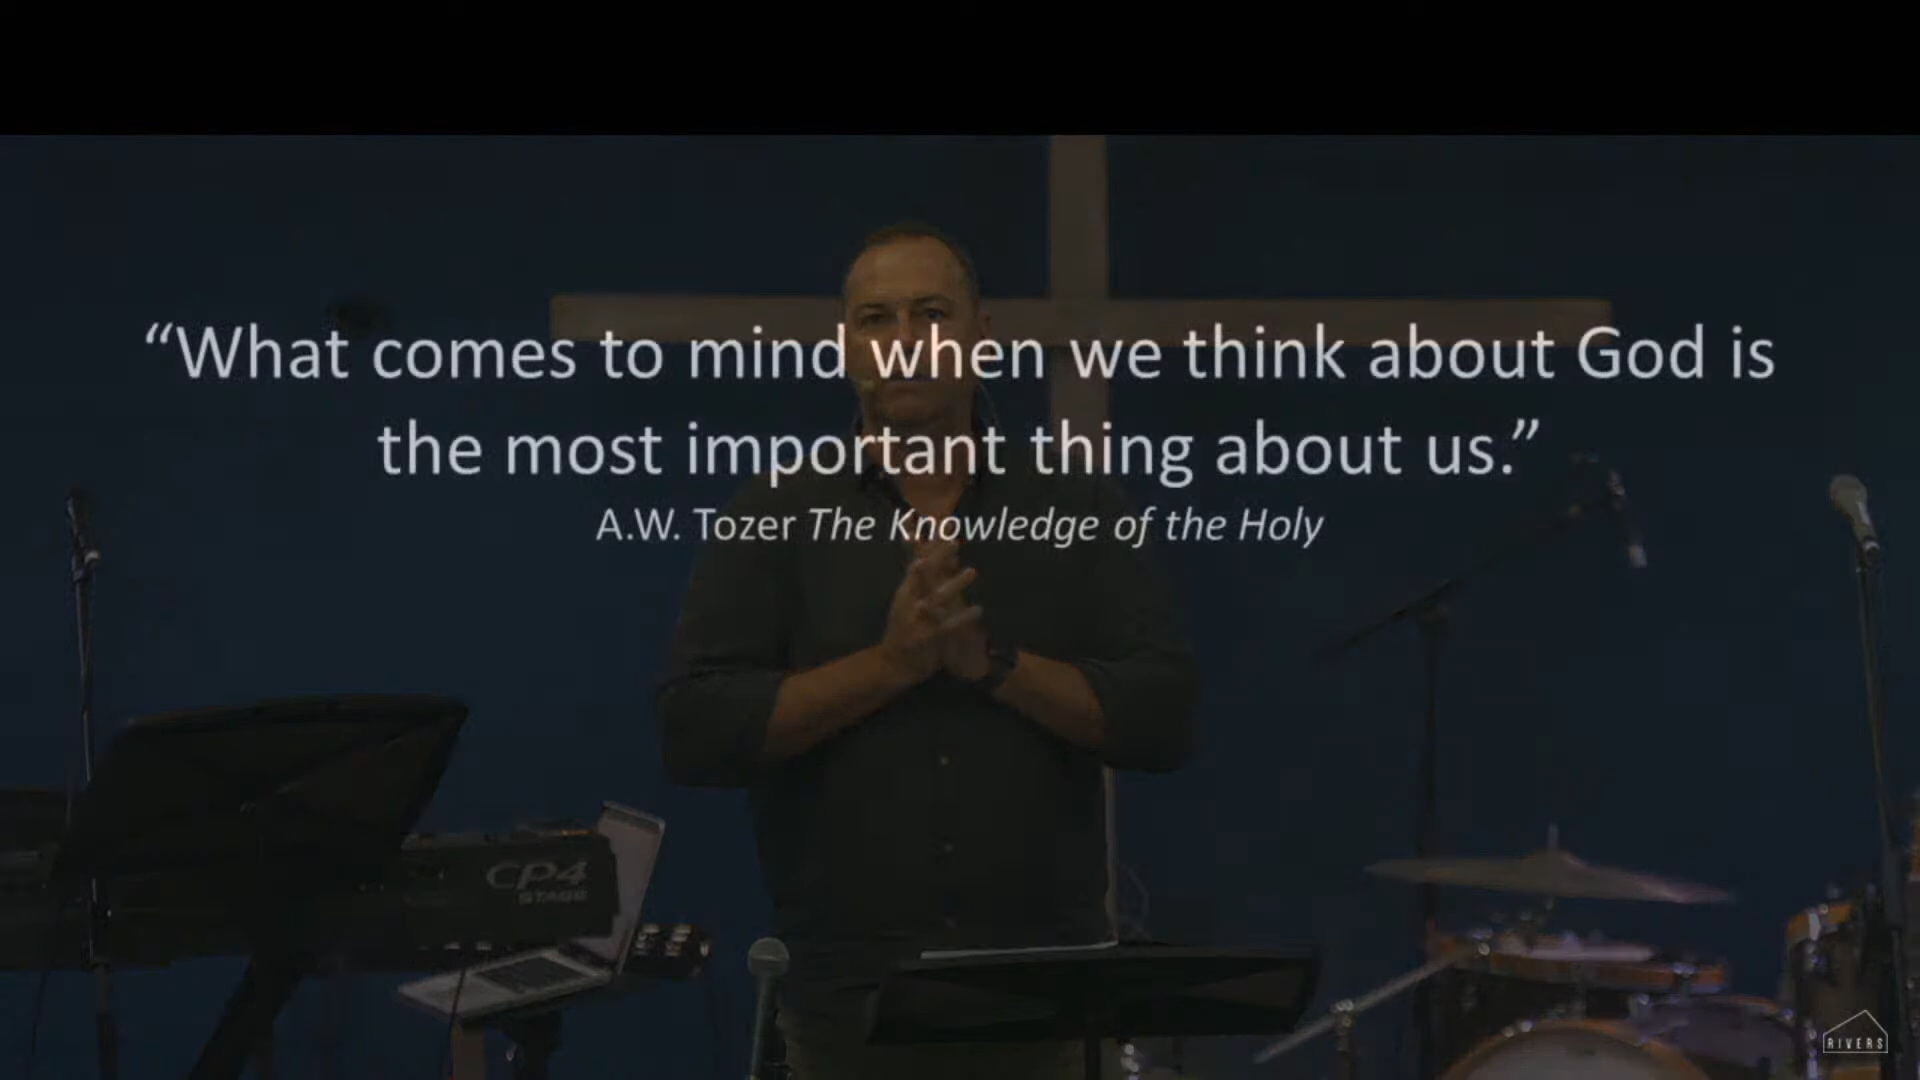 “What comes to mind when we think about God is
the most important thing about us.”
A.W. Tozer The Knowledge of the Holy
CP4
STAGE
RIVERS